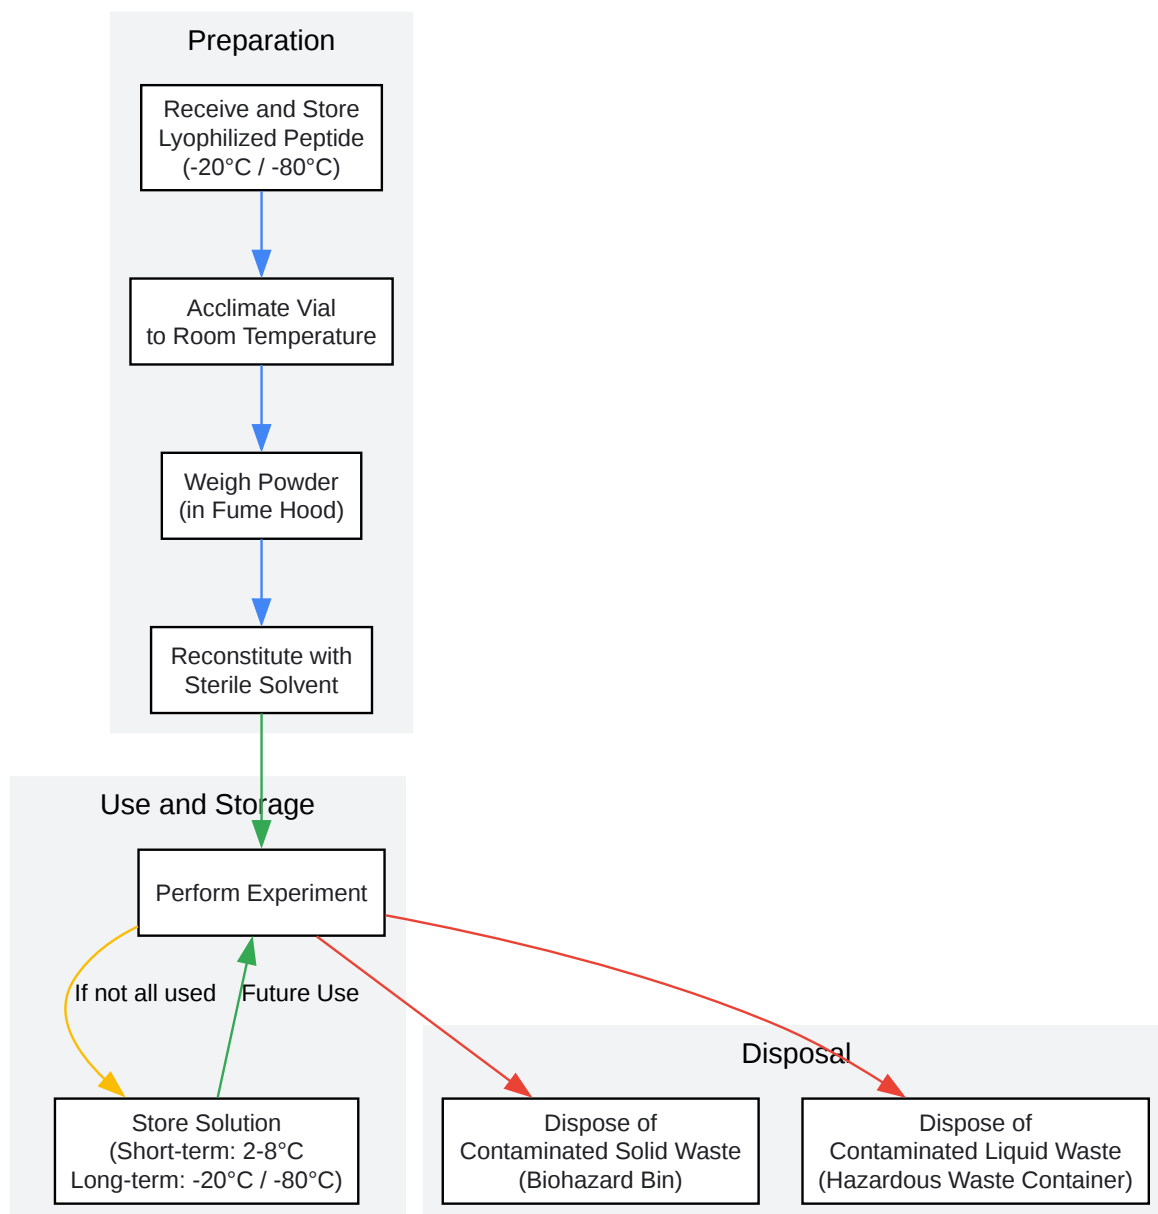 Preparation
Receive and Store
Lyophilized Peptide
(-20°C / -80°C)
Acclimate Vial
to Room Temperature
Weigh Powder
(in Fume Hood)
Reconstitute with
Sterile Solvent
Use and Storage
Perform Experiment
If not all used
Future Use
Store Solution
(Short-term: 2-8°C
Long-term: -20°C / -80°C)
Disposal
Dispose of
Contaminated Solid Waste
(Biohazard Bin)
Dispose of
Contaminated Liquid Waste
(Hazardous Waste Container)